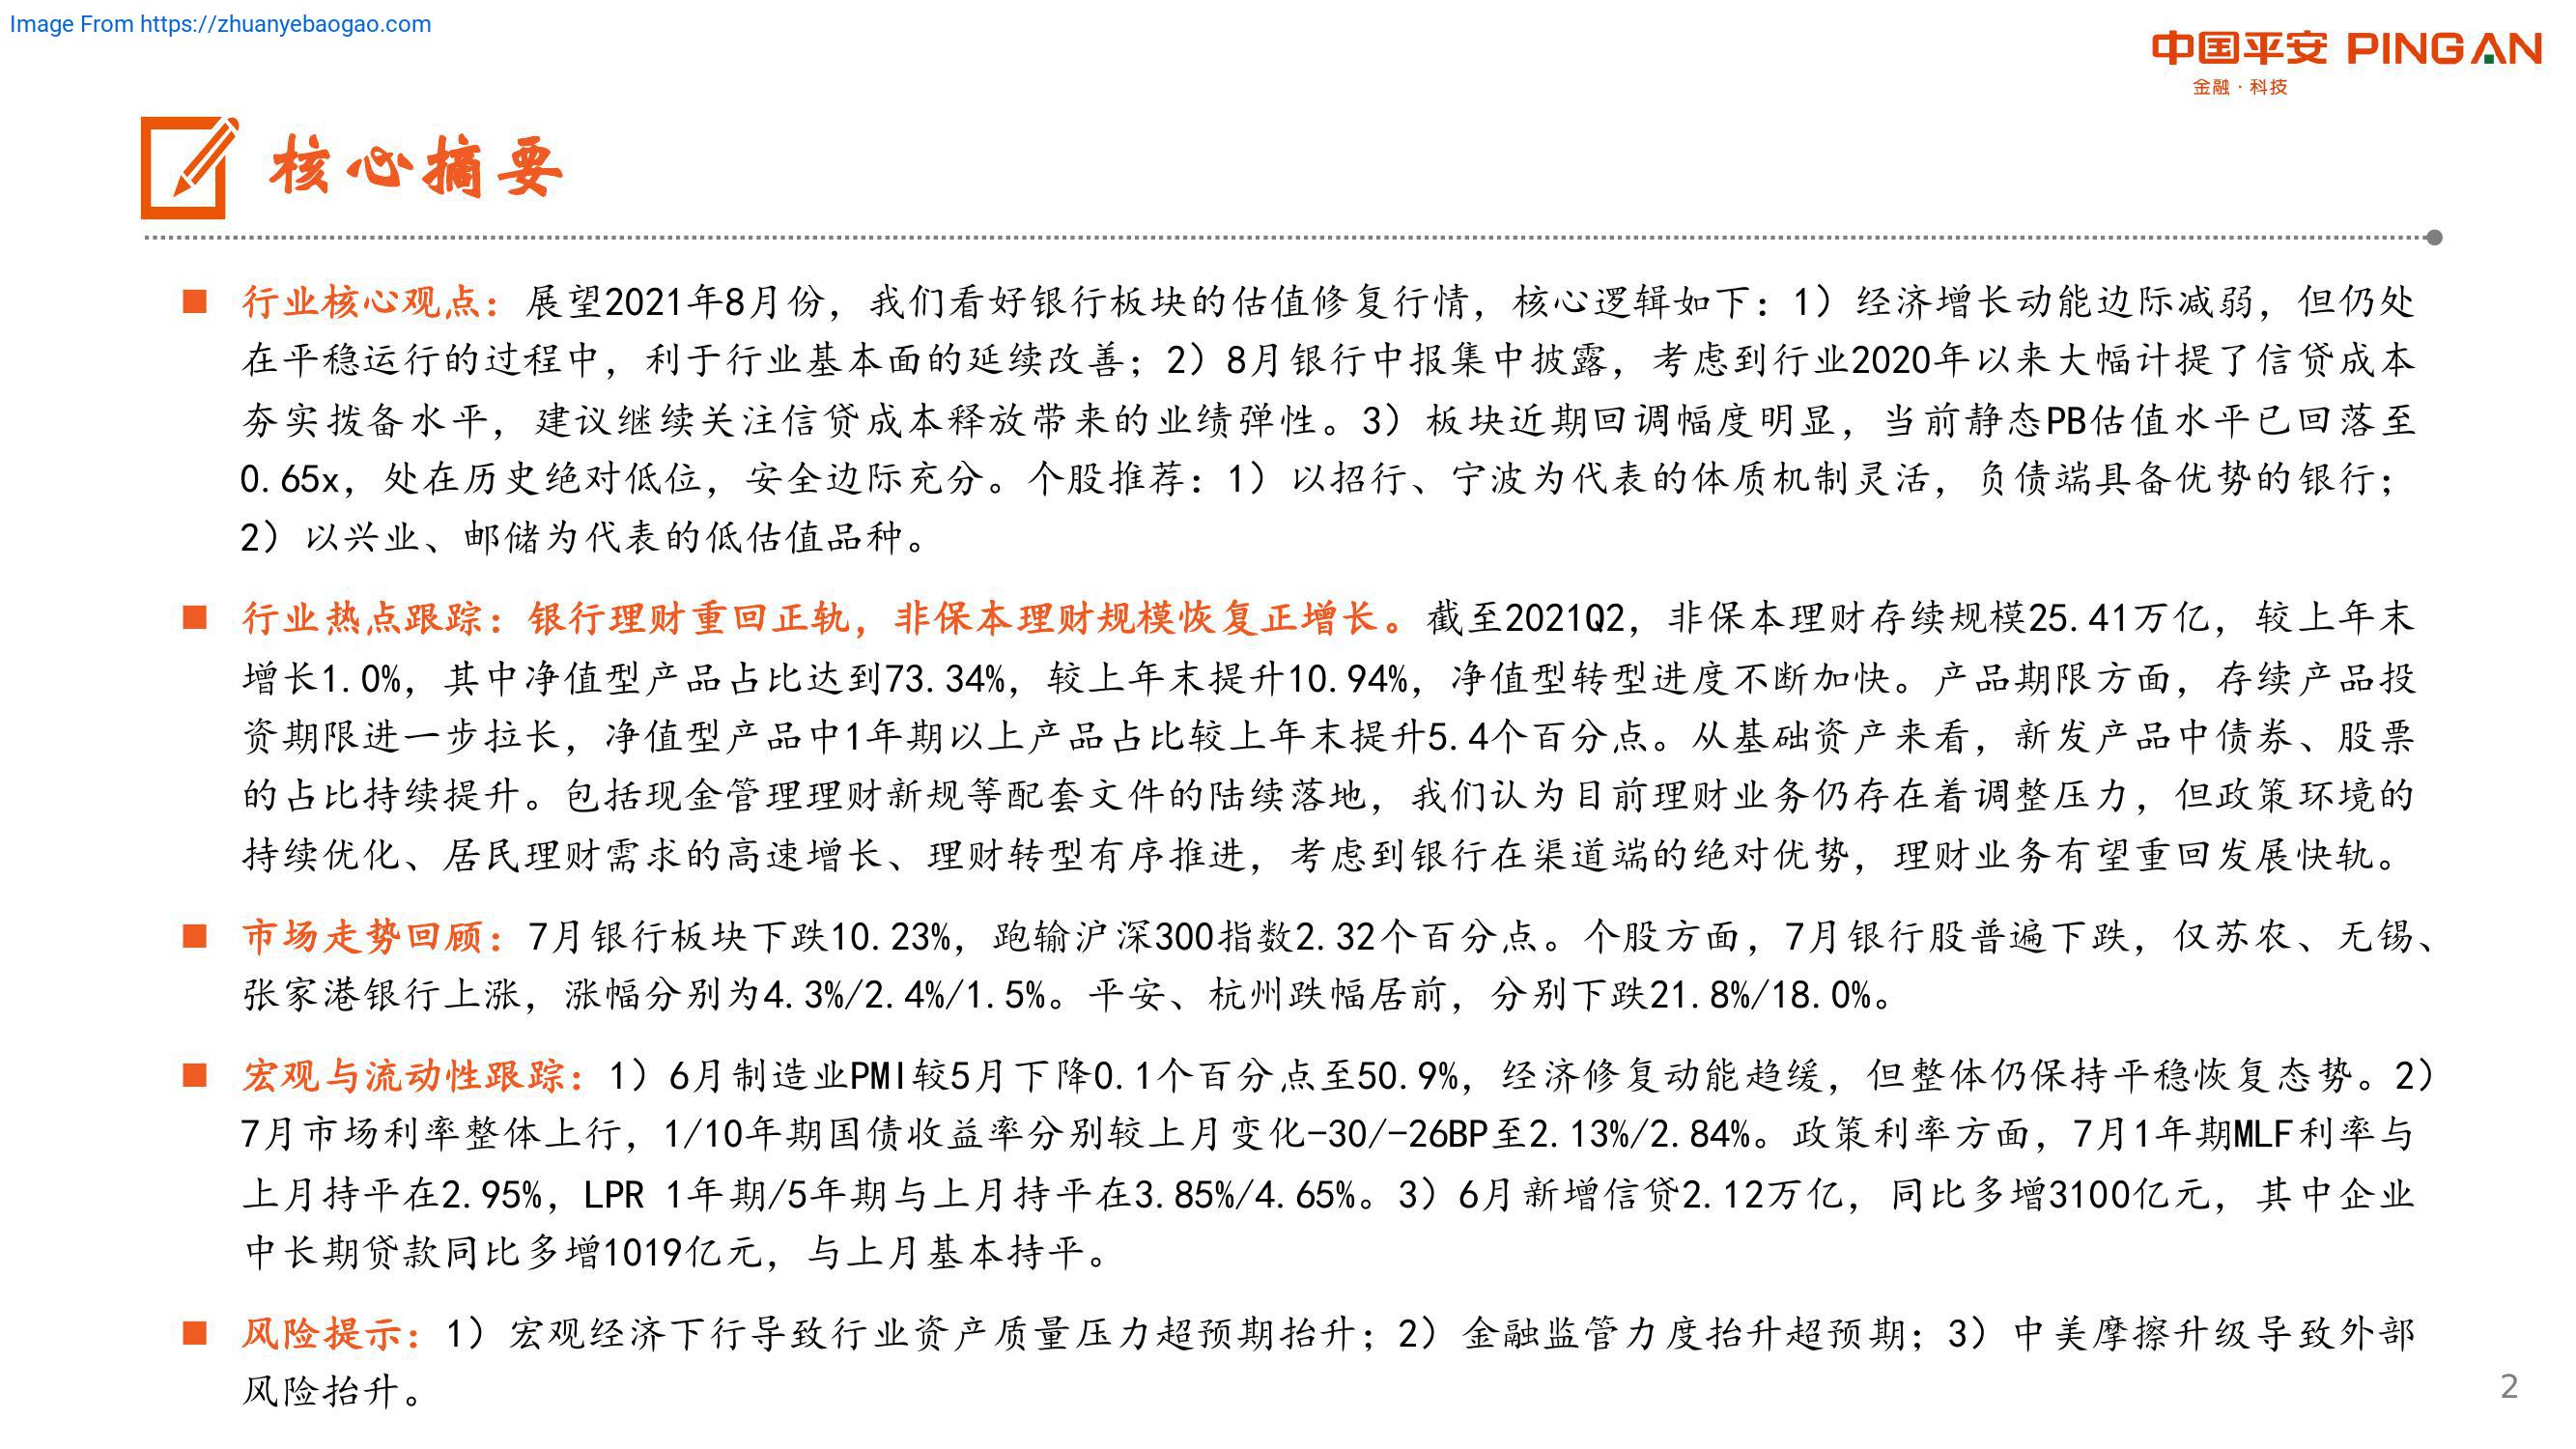 Image From https://zhuanyebaogao.com
中国平安 PINGAN
金融·科技
核心摘要
■ 行业核心观点：展望2021年8月份，我们看好银行板块的估值修复行情，核心逻辑如下：1）经济增长动能边际减弱，但仍处
在平稳运行的过程中，利于行业基本面的延续改善；2）8月银行中报集中披露，考虑到行业2020年以来大幅计提了信贷成本
夯实拨备水平，建议继续关注信贷成本释放带来的业绩弹性。3）板块近期回调幅度明显，当前静态PB估值水平已回落至
0.65x，处在历史绝对低位，安全边际充分。个股推荐：1）以招行、宁波为代表的体质机制灵活，负债端具备优势的银行；
2）以兴业、邮储为代表的低估值品种。
■ 行业热点跟踪：银行理财重回正轨，非保本理财规模恢复正增长。截至2021Q2，非保本理财存续规模25.41万亿，较上年末
增长1.0%，其中净值型产品占比达到73.34%，较上年末提升10.94%，净值型转型进度不断加快。产品期限方面，存续产品投
资期限进一步拉长，净值型产品中1年期以上产品占比较上年末提升5.4个百分点。从基础资产来看，新发产品中债券、股票
的占比持续提升。包括现金管理理财新规等配套文件的陆续落地，我们认为目前理财业务仍存在着调整压力，但政策环境的
持续优化、居民理财需求的高速增长、理财转型有序推进，考虑到银行在渠道端的绝对优势，理财业务有望重回发展快轨。
■ 市场走势回顾：7月银行板块下跌10.23%，跑输沪深300指数2.32个百分点。个股方面，7月银行股普遍下跌，仅苏农、无锡、
张家港银行上涨，涨幅分别为4.3%/2.4%/1.5%。平安、杭州跌幅居前，分别下跌21.8%/18.0%。
■ 宏观与流动性跟踪：1）6月制造业PMI较5月下降0.1个百分点至50.9%，经济修复动能趋缓，但整体仍保持平稳恢复态势。2）
7月市场利率整体上行，1/10年期国债收益率分别较上月变化-30/-26BP至2.13%/2.84%。政策利率方面，7月1年期MLF利率与
上月持平在2.95%，LPR 1年期/5年期与上月持平在3.85%/4.65%。3）6月新增信贷2.12万亿，同比多增3100亿元，其中企业
中长期贷款同比多增1019亿元，与上月基本持平。
■ 风险提示：1）宏观经济下行导致行业资产质量压力超预期抬升；2）金融监管力度抬升超预期；3）中美摩擦升级导致外部
风险抬升。
2